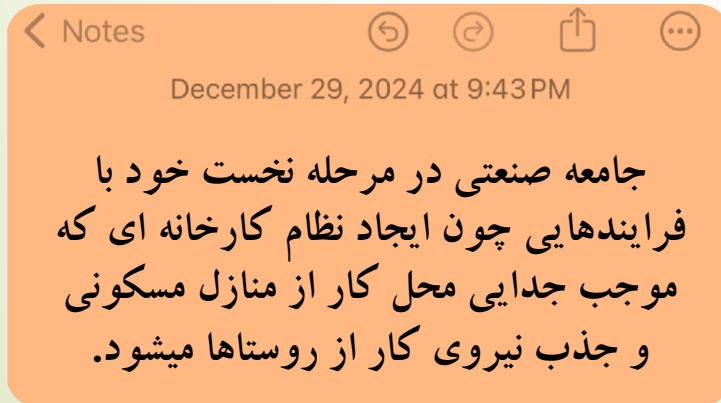 Notes
December 29, 2024 at 9:43 PM
جامعه صنعتی در مرحله نخست خود با
فرایندهایی چون ایجاد نظام کارخانه ای که
موجب جدایی محل کار از منازل مسکونی
و جذب نیروی کار از روستاها میشود.